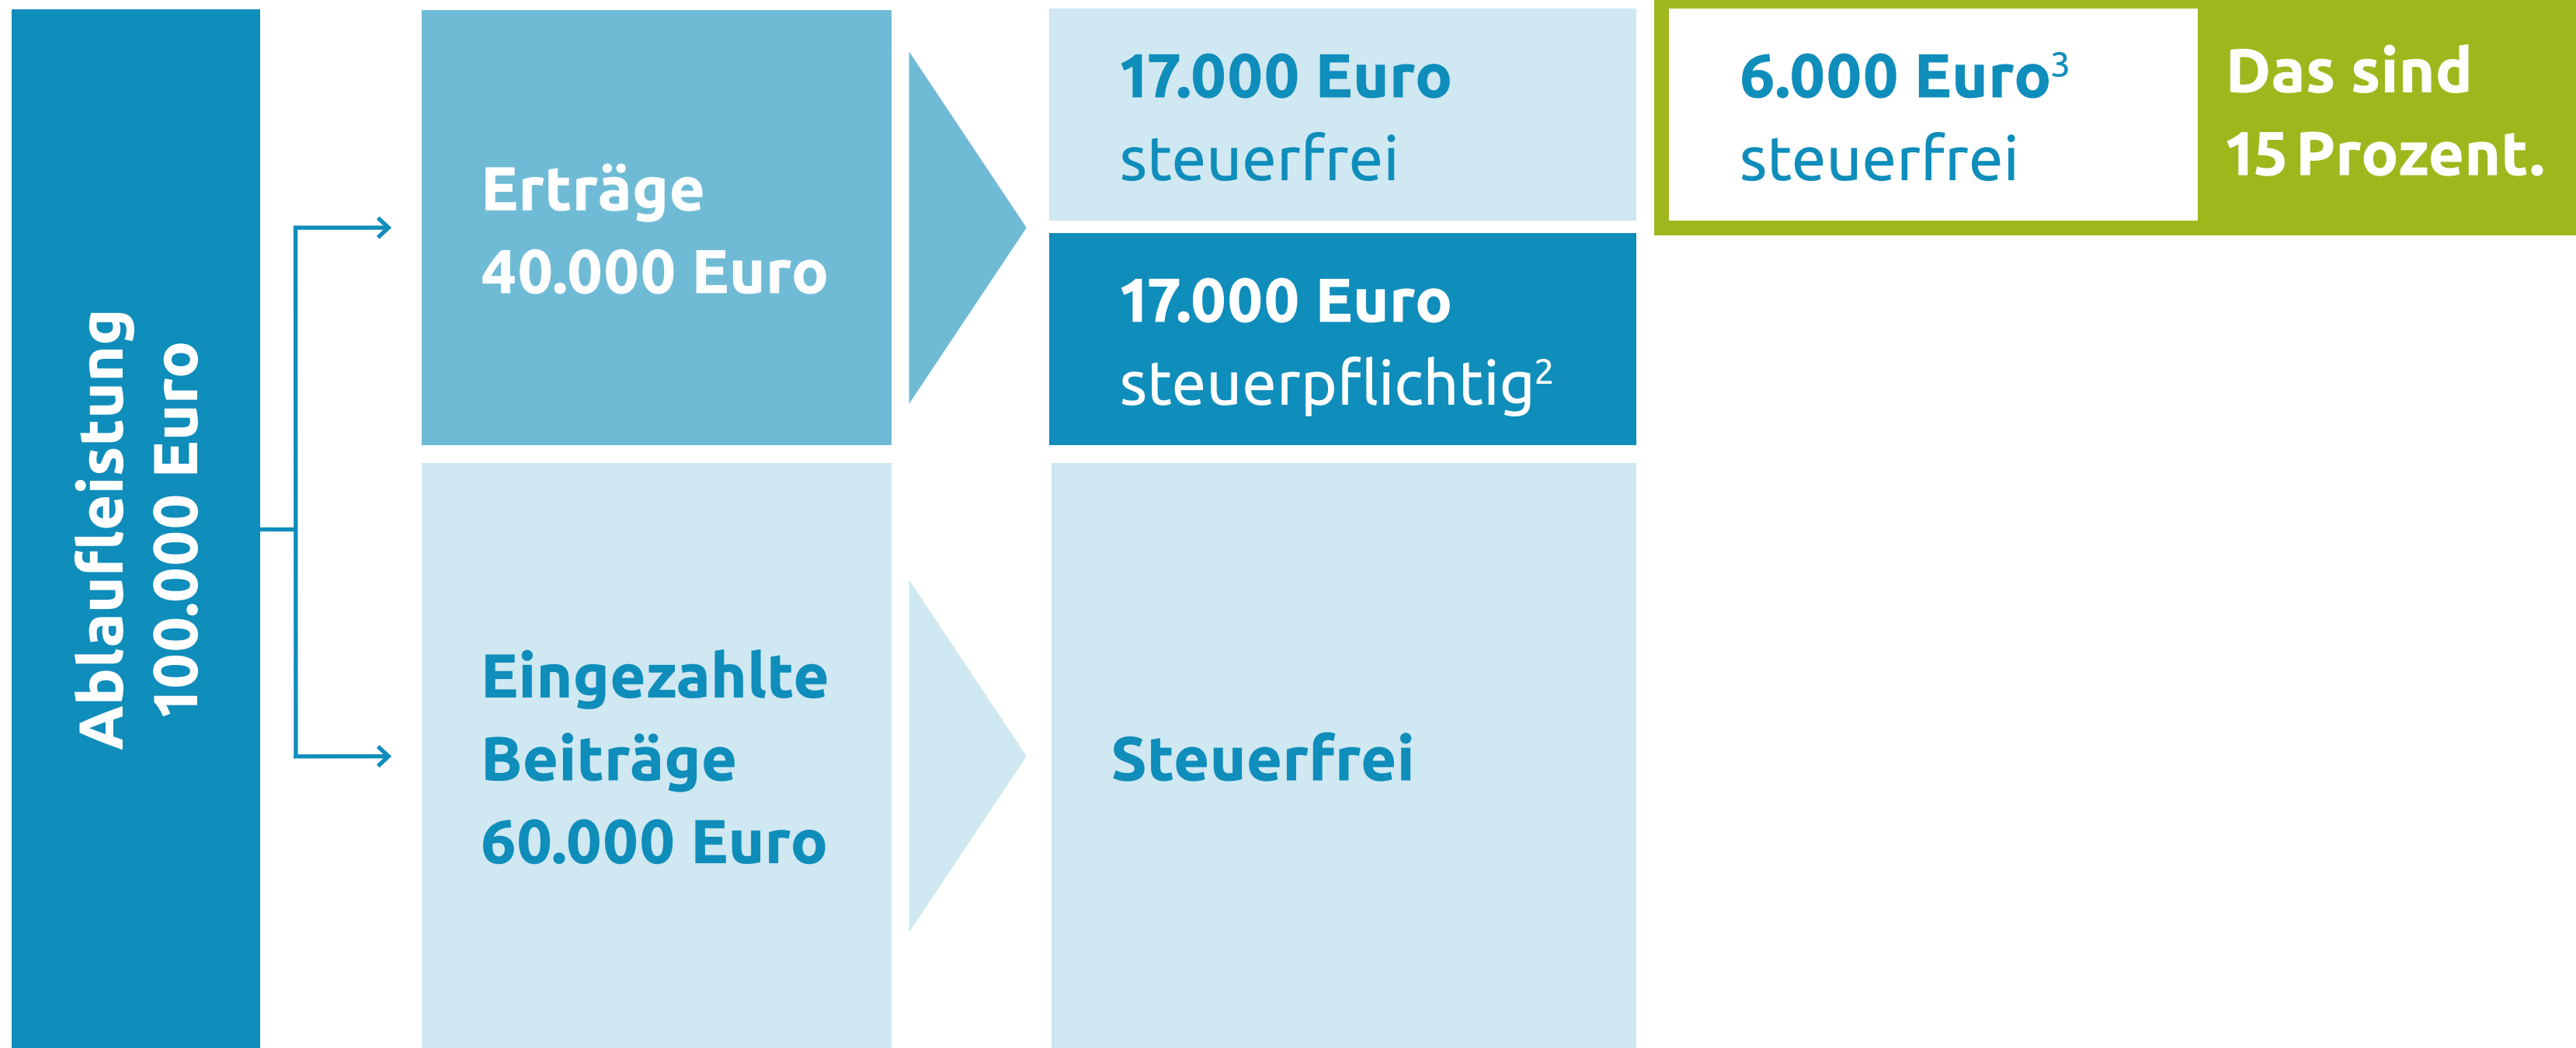 Ablaufleistung
100.000 Euro
Erträge
40.000 Euro
17.000 Euro
steuerfrei
6.000 Euro³
steuerfrei
Das sind
15 Prozent.
17.000 Euro
steuerpflichtig²
Eingezahlte
Beiträge
60.000 Euro
Steuerfrei